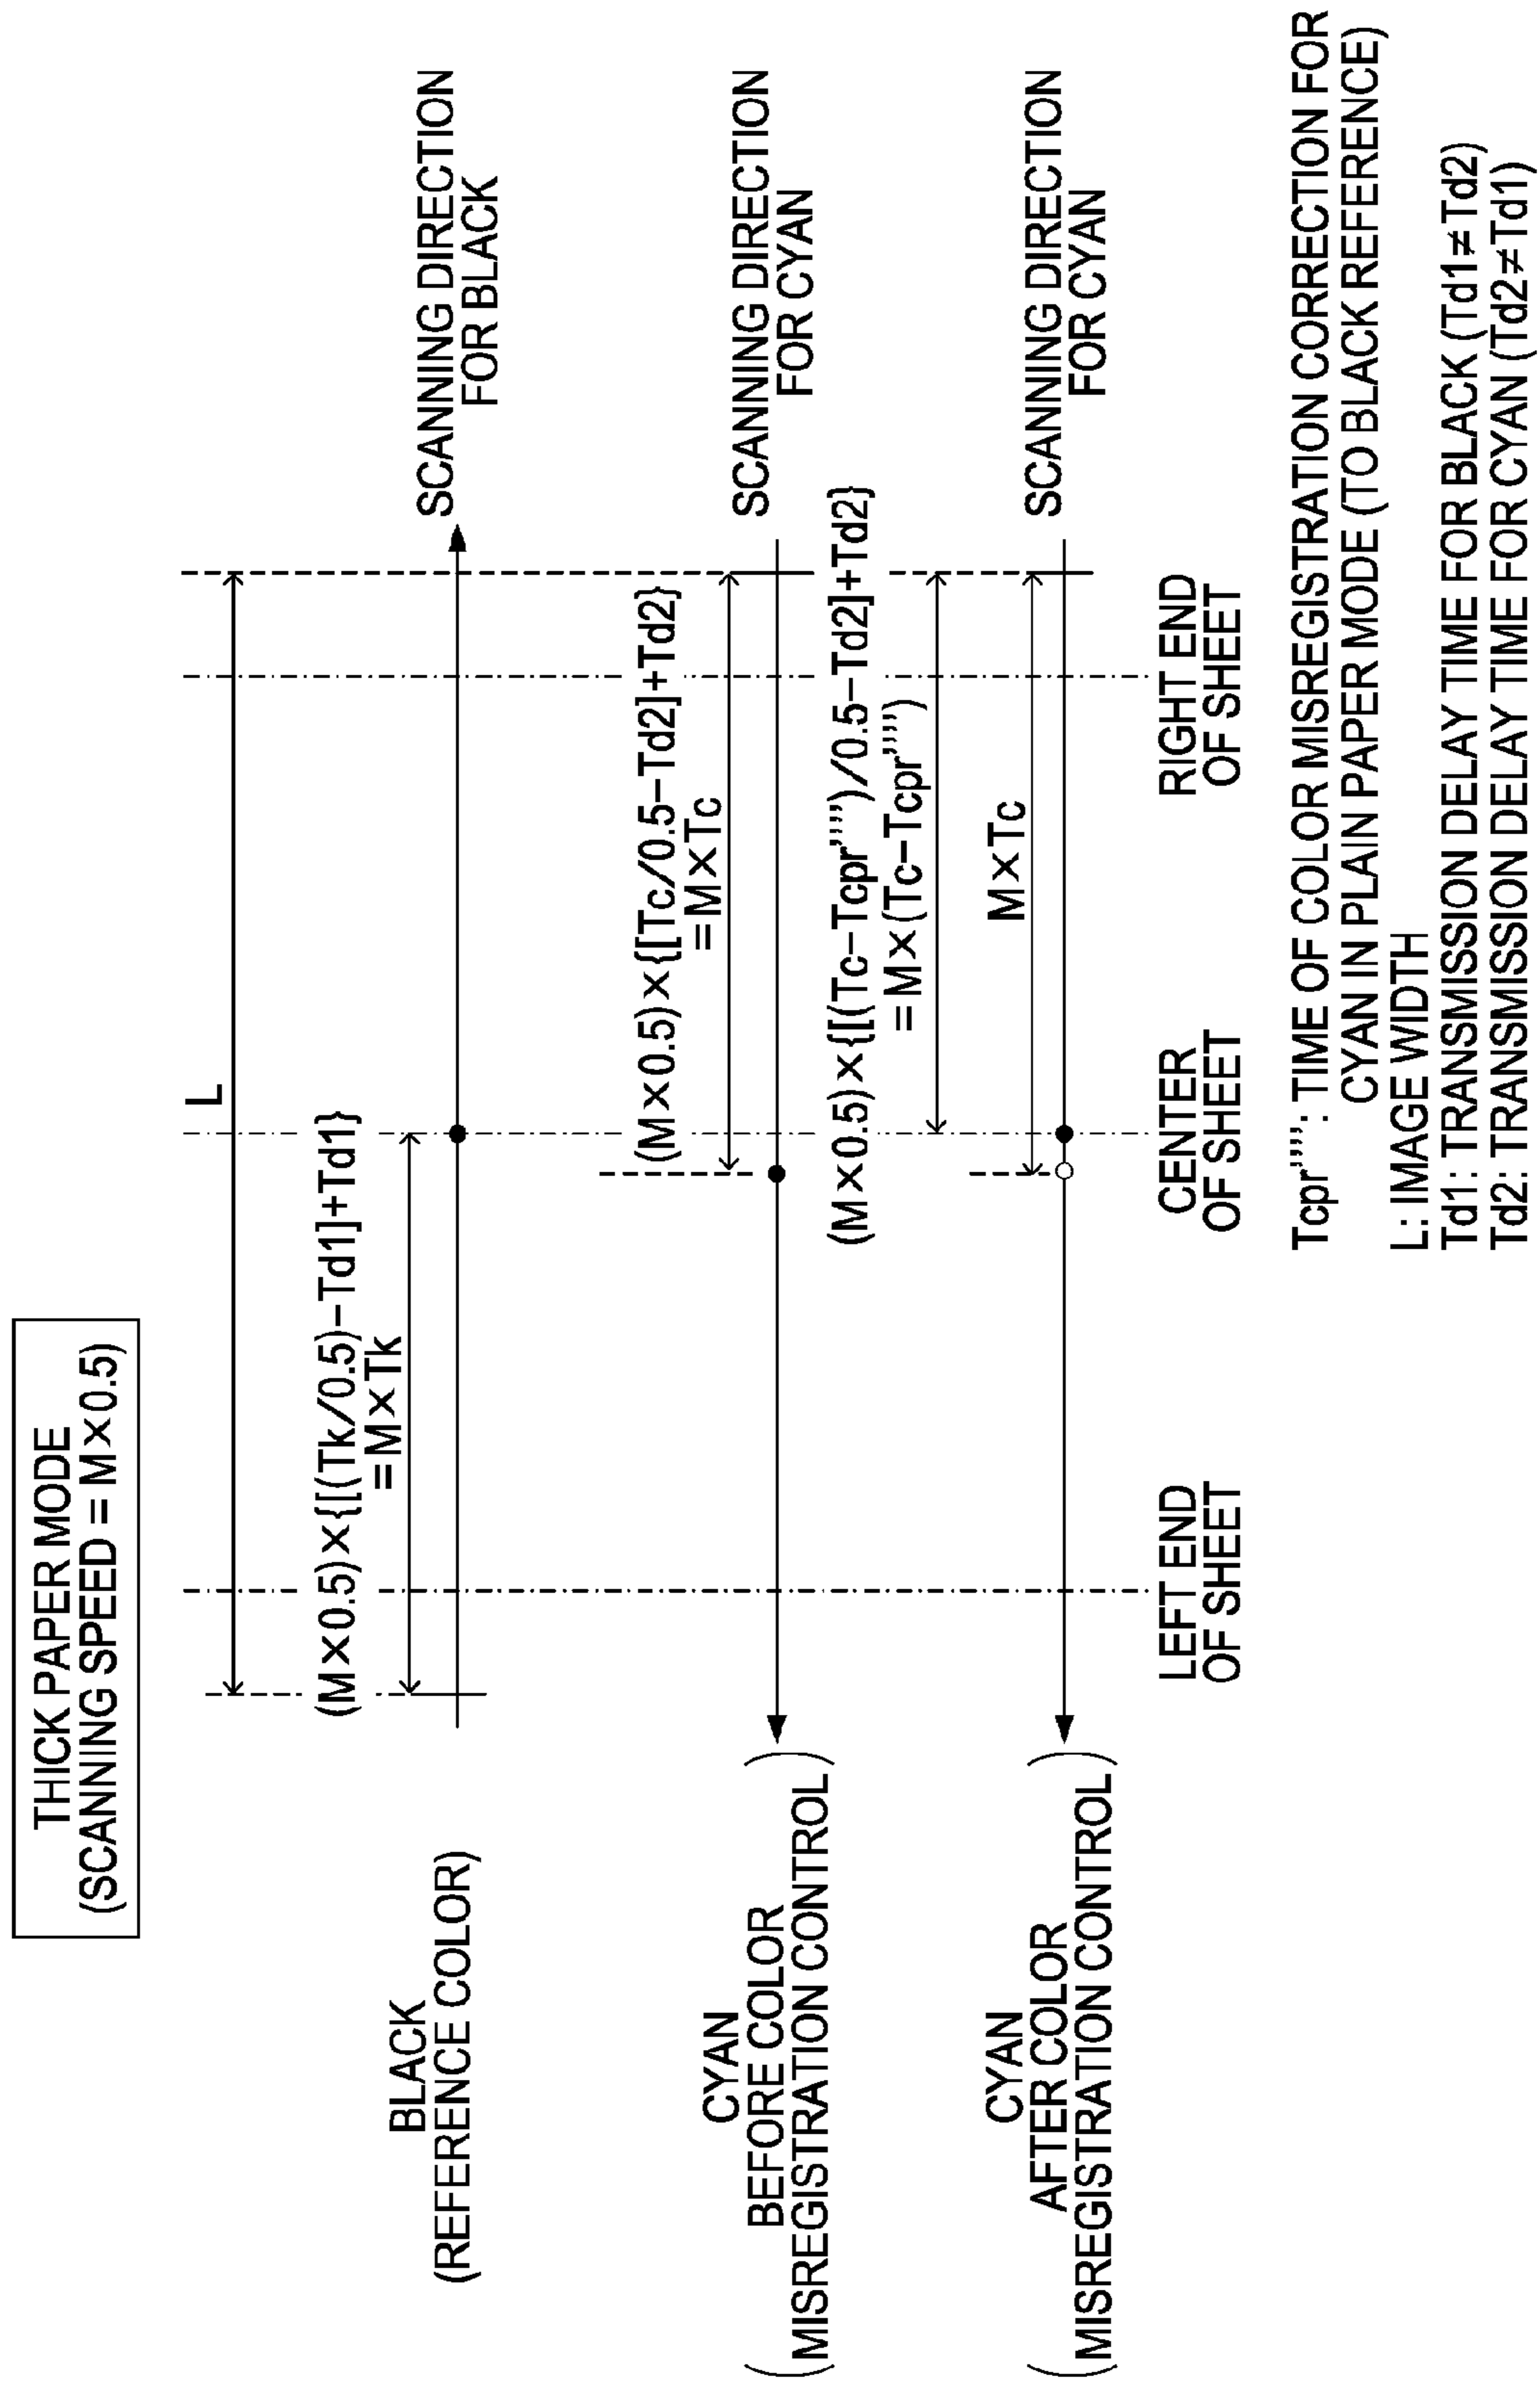 THICK PAPER MODE
(SCANNING SPEED = M×0.5)
L
(M×0.5)×{[(Tk/0.5)−Td1]+Td1}
=M×Tk
BLACK
(REFERENCE COLOR)
SCANNING DIRECTION
FOR BLACK
(M×0.5)×{[Tc/0.5−Td2]+Td2}
=M×Tc
CYAN
BEFORE COLOR
(MISREGISTRATION CONTROL)
SCANNING DIRECTION
FOR CYAN
(M×0.5)×{[(Tc−Tcpr'''')/0.5−Td2]+Td2}
=M×(Tc−Tcpr'''')
M×Tc
CYAN
AFTER COLOR
(MISREGISTRATION CONTROL)
SCANNING DIRECTION
FOR CYAN
LEFT END
OF SHEET
CENTER
OF SHEET
RIGHT END
OF SHEET
Tcpr'''': TIME OF COLOR MISREGISTRATION CORRECTION FOR
CYAN IN PLAIN PAPER MODE (TO BLACK REFERENCE)
L: IMAGE WIDTH
Td1: TRANSMISSION DELAY TIME FOR BLACK (Td1≠Td2)
Td2: TRANSMISSION DELAY TIME FOR CYAN (Td2≠Td1)